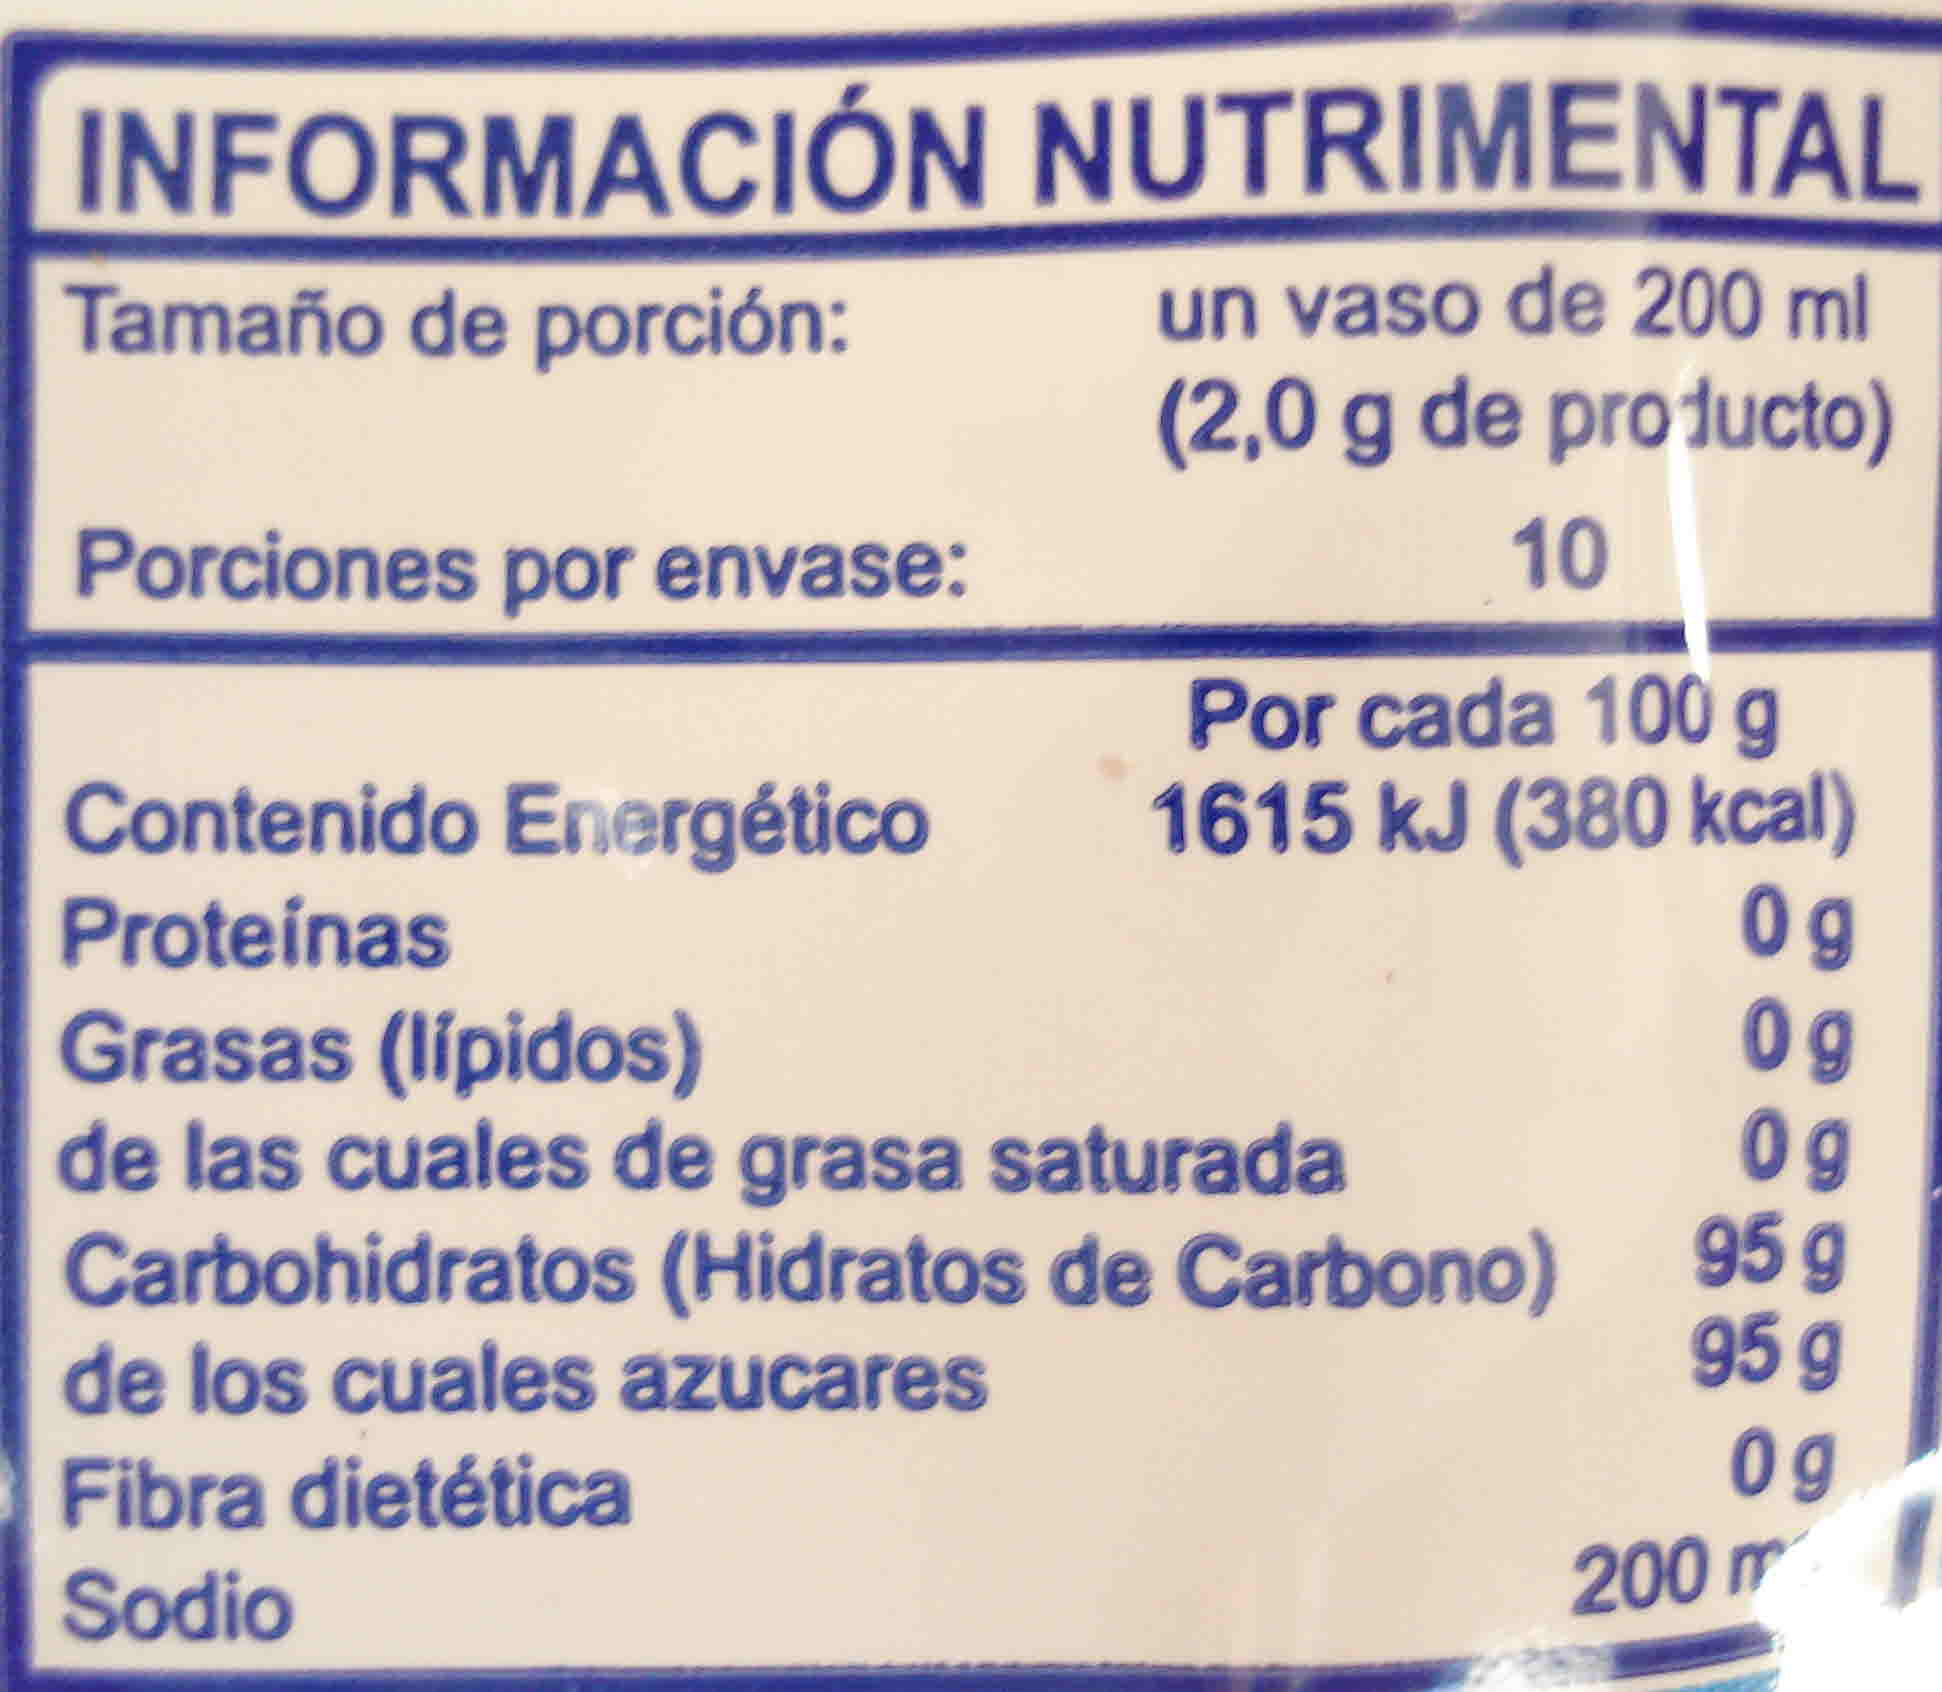 INFORMACIÓN NUTRIMENTAL
Tamaño de porción: un vaso de 200 ml
(2,0 g de producto)
Porciones por envase: 10
Por cada 100 g
Contenido Energético 1615 kJ (380 kcal)
Proteínas 0 g
Grasas (lípidos) 0 g
de las cuales de grasa saturada 0 g
Carbohidratos (Hidratos de Carbono) 95 g
de los cuales azucares 95 g
Fibra dietética 0 g
Sodio 200